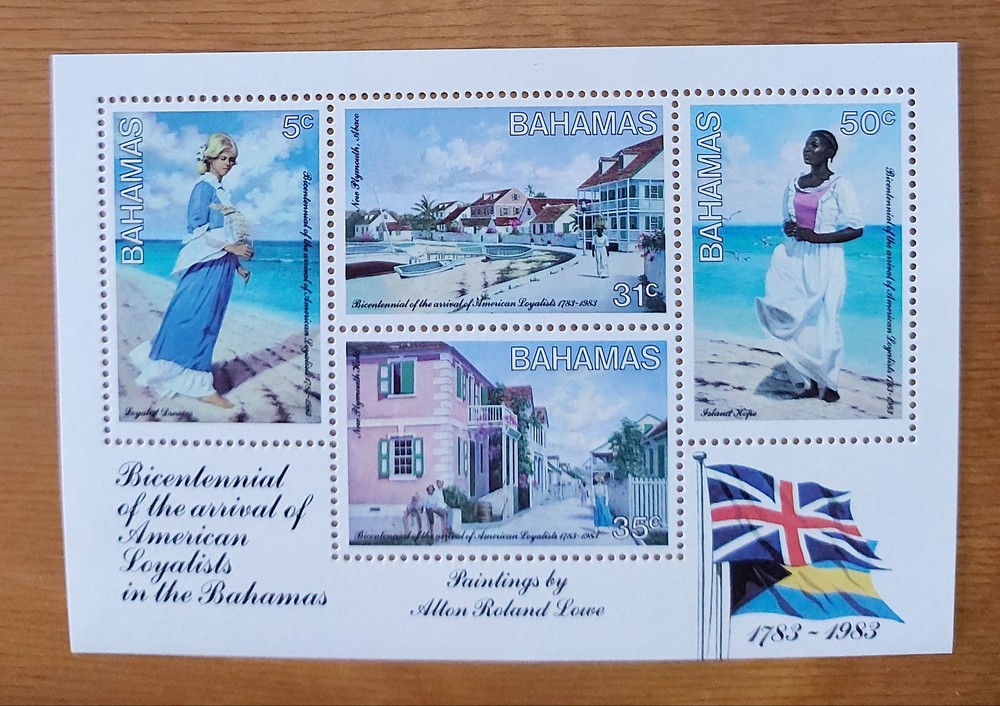 BAHAMAS
5c
Bicentennial of the arrival of American Loyalists 1783-1983
Loyalist Dreams
New Plymouth, Abaco
BAHAMAS
31c
Bicentennial of the arrival of American Loyalists 1783-1983
BAHAMAS
50c
Bicentennial of the arrival of American Loyalists 1783-1983
Island Hope
New Plymouth Hotel
BAHAMAS
35c
Bicentennial of the arrival of American Loyalists 1783-1983
Bicentennial
of the arrival of
American
Loyalists
in the Bahamas
Paintings by
Alton Roland Lowe
1783 - 1983